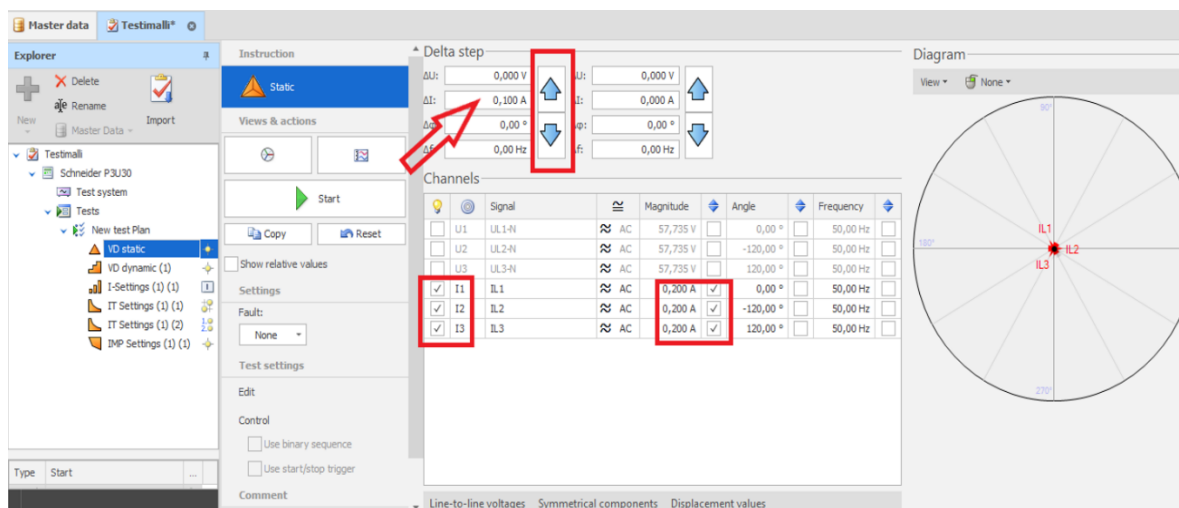 Master data
Testimalli*
Explorer
New
Delete
Rename
Master Data
Import
Testimalli
Schneider P3U30
Test system
Tests
New test Plan
VD static
VD dynamic (1)
I-Settings (1) (1)
IT Settings (1) (1)
IT Settings (1) (2)
IMP Settings (1) (1)
Type Start ...
Instruction
Static
Views & actions
Start
Copy Reset
Show relative values
Settings
Fault:
None
Test settings
Edit
Control
Use binary sequence
Use start/stop trigger
Comment
Delta step
ΔU: 0,000 V U: 0,000 V
ΔI: 0,100 A I: 0,000 A
Δφ: 0,00 ° φ: 0,00 °
Δf: 0,00 Hz f: 0,00 Hz
Channels
Signal Magnitude Angle Frequency
U1 UL1-N AC 57,735 V 0,00 ° 50,00 Hz
U2 UL2-N AC 57,735 V -120,00 ° 50,00 Hz
U3 UL3-N AC 57,735 V 120,00 ° 50,00 Hz
I1 IL1 AC 0,200 A 0,00 ° 50,00 Hz
I2 IL2 AC 0,200 A -120,00 ° 50,00 Hz
I3 IL3 AC 0,200 A 120,00 ° 50,00 Hz
Line-to-line voltages Symmetrical components Displacement values
Diagram
View None
90°
IL1
180° IL2
IL3
270°